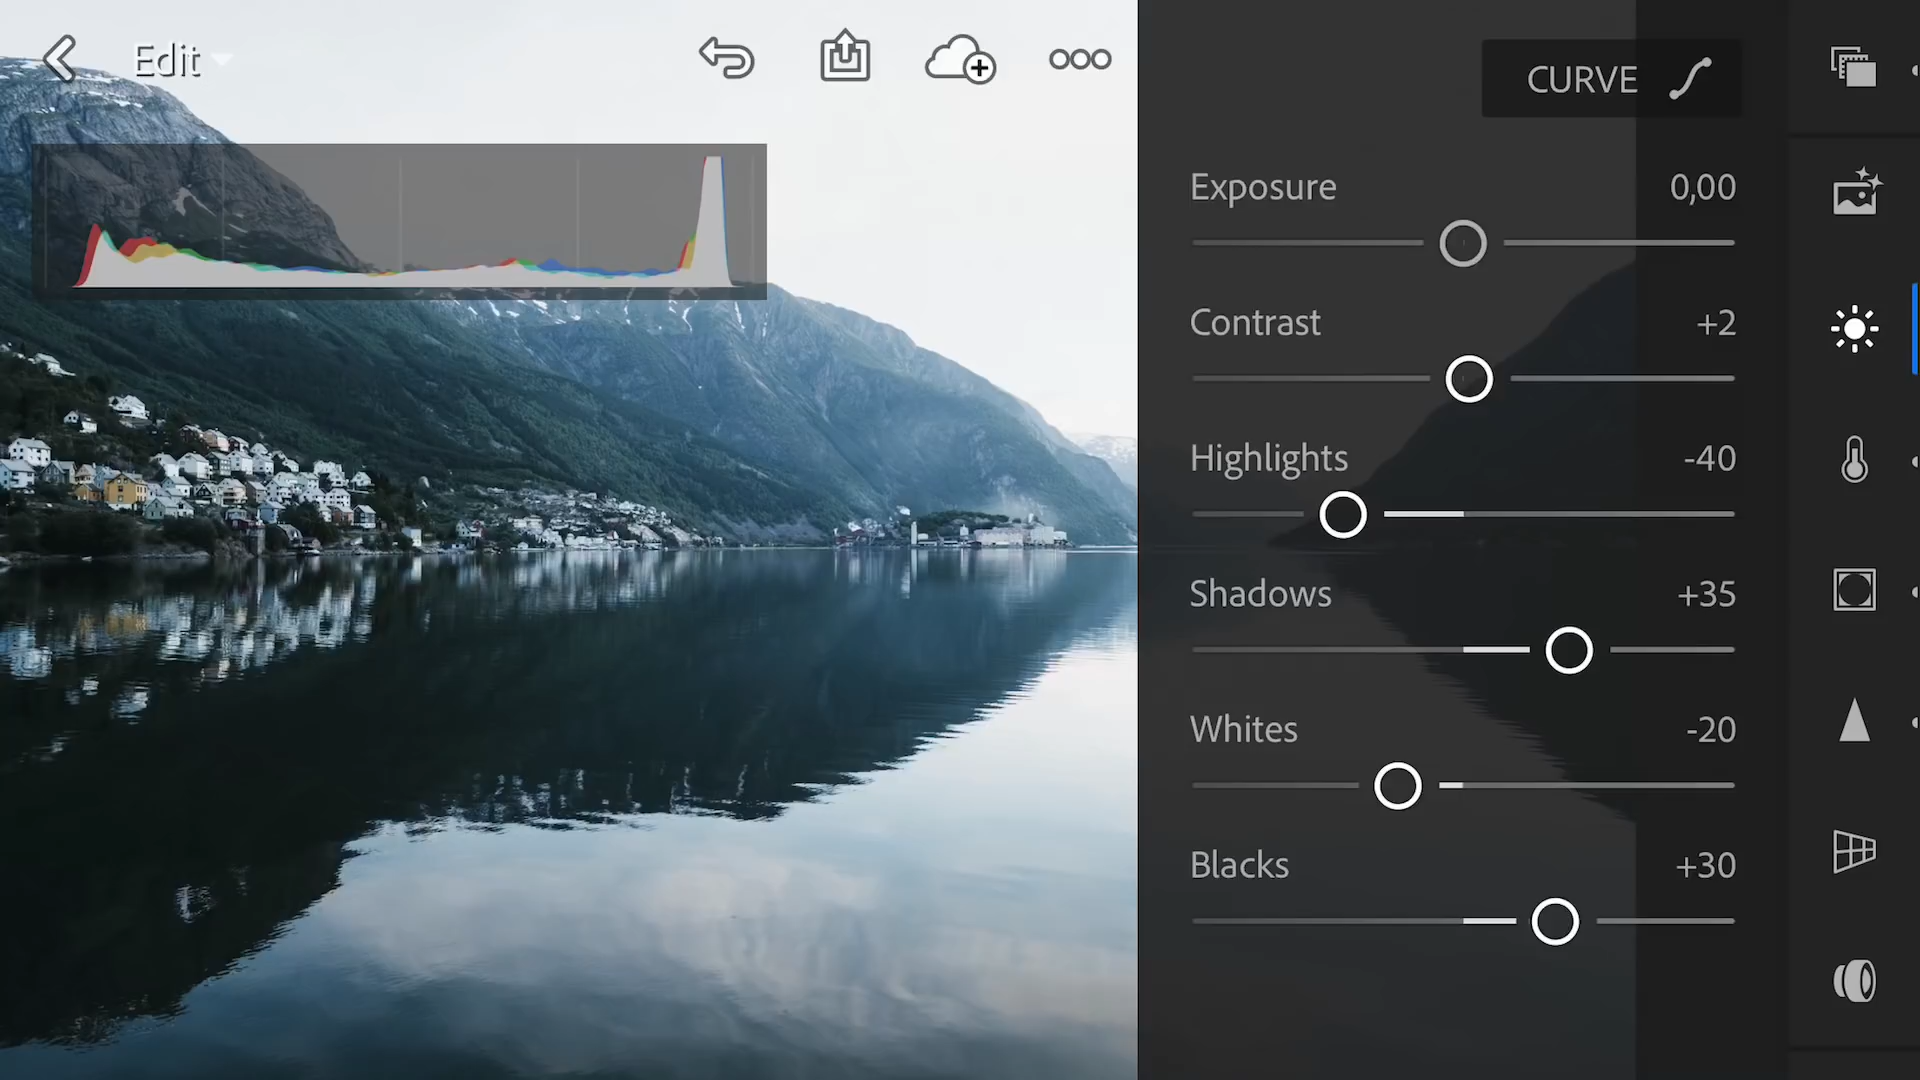 Edit
CURVE
Exposure 0,00
Contrast +2
Highlights -40
Shadows +35
Whites -20
Blacks +30